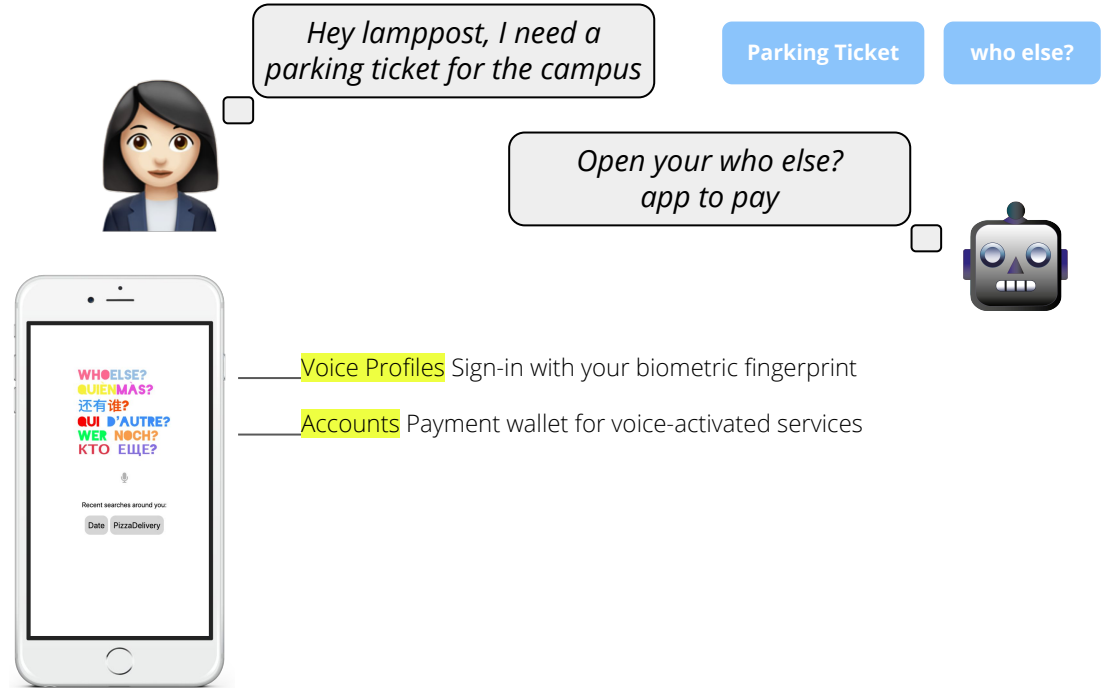 Hey lamppost, I need a
parking ticket for the campus
Parking Ticket
who else?
Open your who else?
app to pay
WHOELSE?
QUIENMAS?
还有谁?
QUI D'AUTRE?
WER NOCH?
КТО ЕЩЕ?
Recent searches around you:
Date PizzaDelivery
Voice Profiles Sign-in with your biometric fingerprint
Accounts Payment wallet for voice-activated services